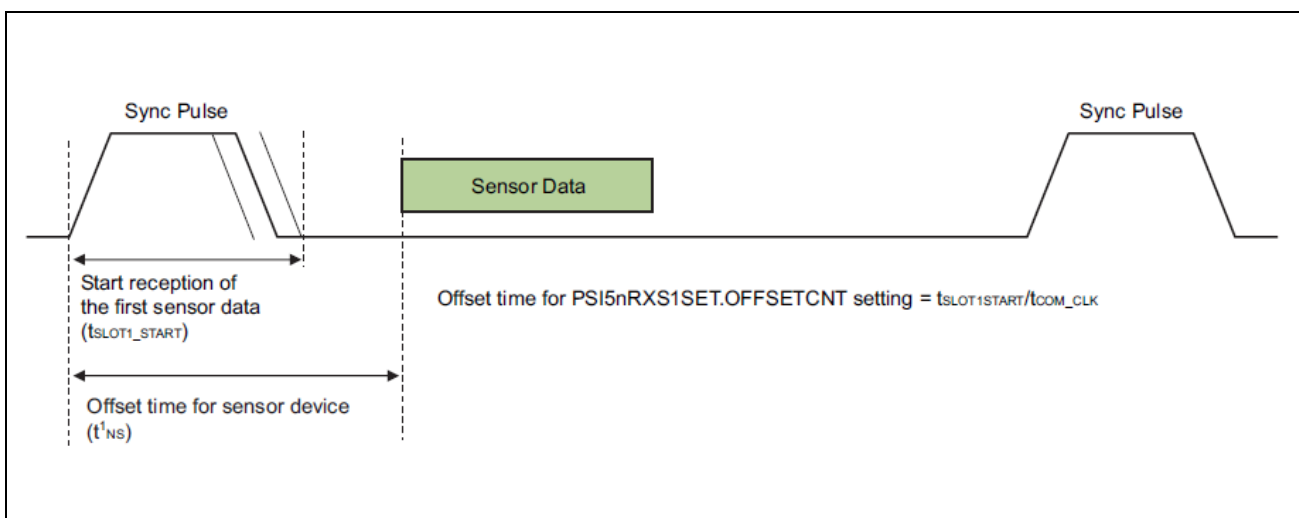 Sync Pulse
Sync Pulse
Sensor Data
Start reception of
the first sensor data
(tSLOT1_START)
Offset time for PSI5nRXS1SET.OFFSETCNT setting = tSLOT1START/tCOM_CLK
Offset time for sensor device
(t¹NS)